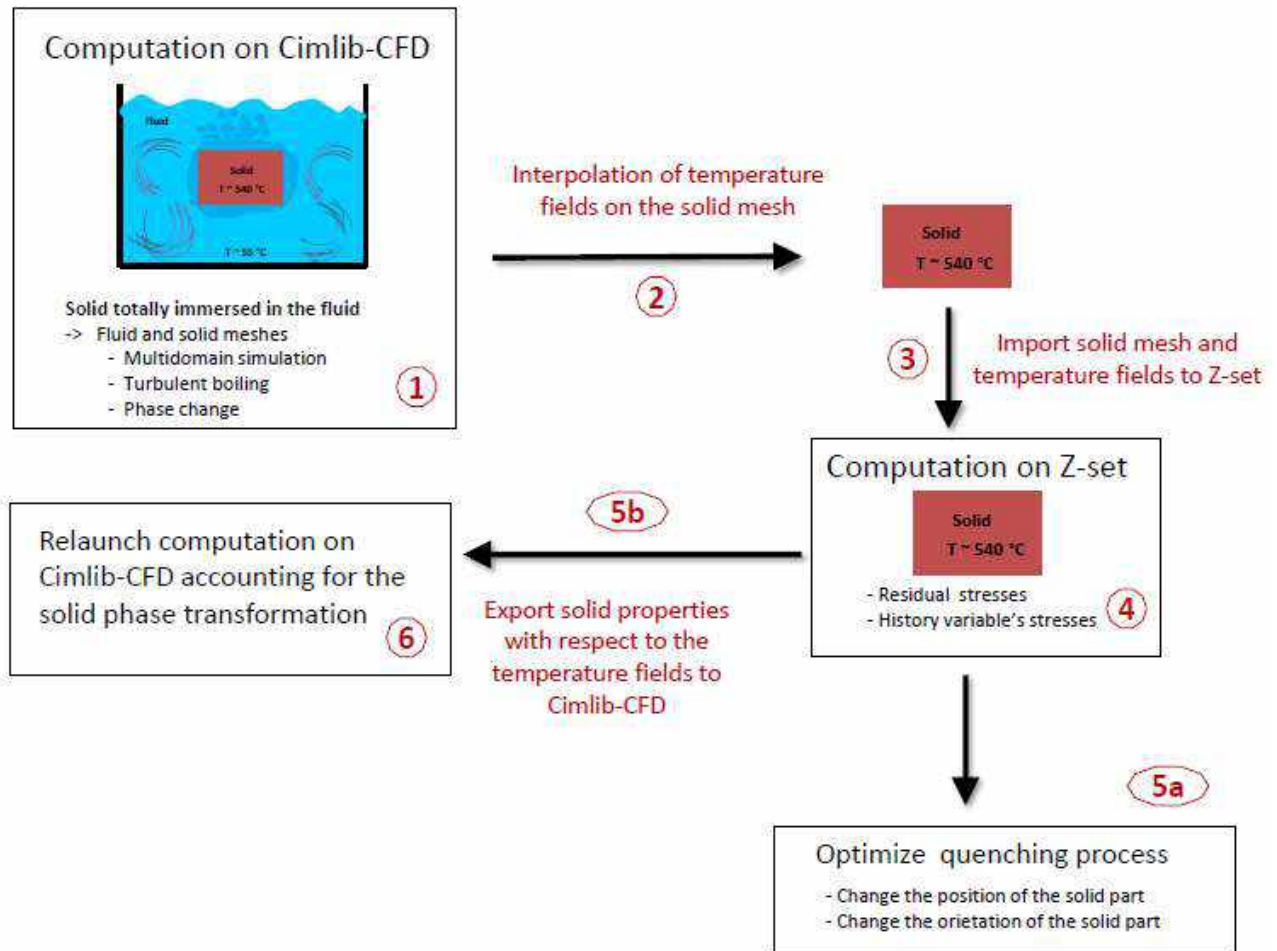 Computation on Cimlib-CFD
Fluid
Solid
T ~ 540 °C
T ~ 55 °C
Solid totally immersed in the fluid
-> Fluid and solid meshes
- Multidomain simulation
- Turbulent boiling
- Phase change
1
Interpolation of temperature
fields on the solid mesh
2
Solid
T ~ 540 °C
3
Import solid mesh and
temperature fields to Z-set
Computation on Z-set
Solid
T ~ 540 °C
- Residual stresses
- History variable's stresses
4
5b
Export solid properties
with respect to the
temperature fields to
Cimlib-CFD
Relaunch computation on
Cimlib-CFD accounting for the
solid phase transformation
6
5a
Optimize quenching process
- Change the position of the solid part
- Change the orietation of the solid part